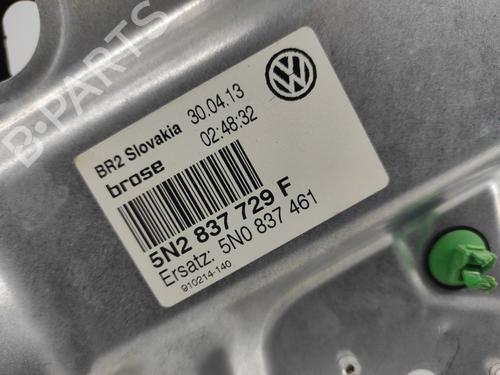 BR2 Slovakia 30.04.13
brose 02:48:32
5N2 837 729 F
Ersatz: 5N0 837 461
910214-140
B-PARTS